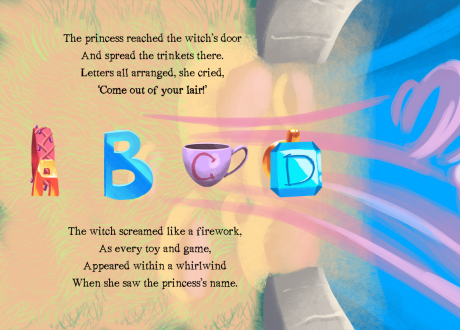 The princess reached the witch's door
And spread the trinkets there.
Letters all arranged, she cried,
'Come out of your lair!'
B C D
The witch screamed like a firework,
As every toy and game,
Appeared within a whirlwind
When she saw the princess's name.